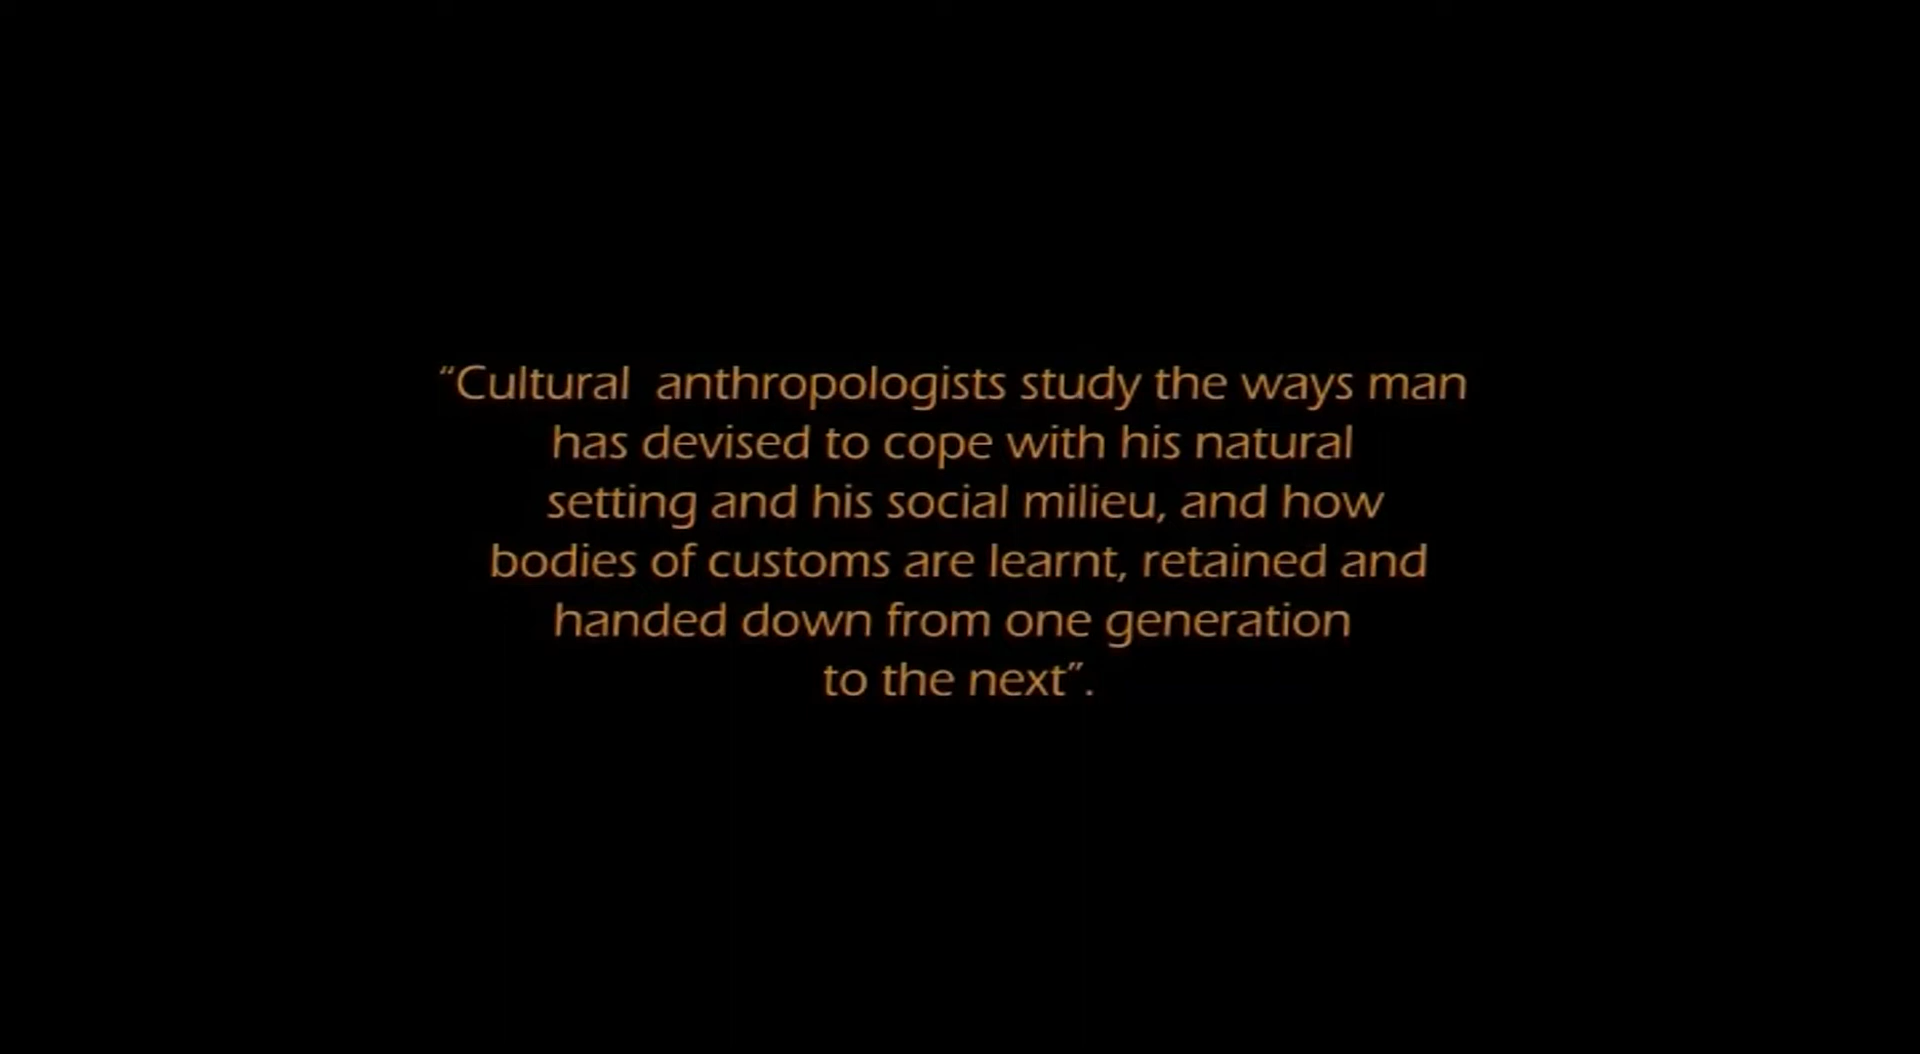 “Cultural  anthropologists study the ways man
has devised to cope with his natural
setting and his social milieu, and how
bodies of customs are learnt, retained and
handed down from one generation
to the next”.